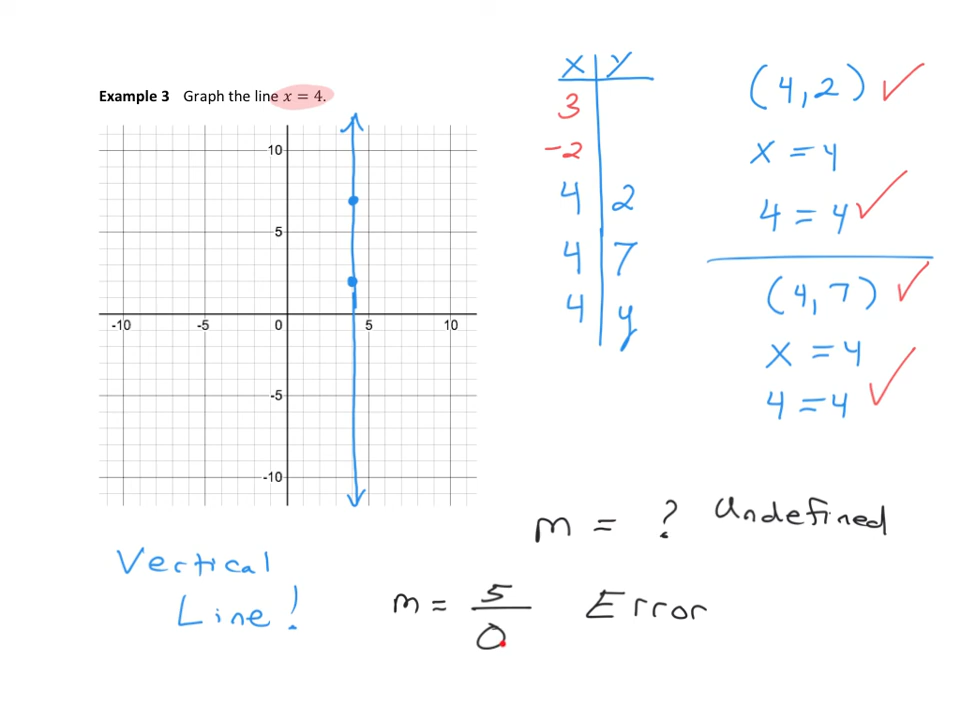 Example 3 Graph the line x = 4.
10
5
-10 -5 0 5 10
-5
-10
x y
3
-2
4 2
4 7
4 y
(4,2) ✓
x = 4
4 = 4 ✓
(4,7) ✓
x = 4
4 = 4 ✓
m = ? Undefined
Vertical
Line!
m = 5/0 Error